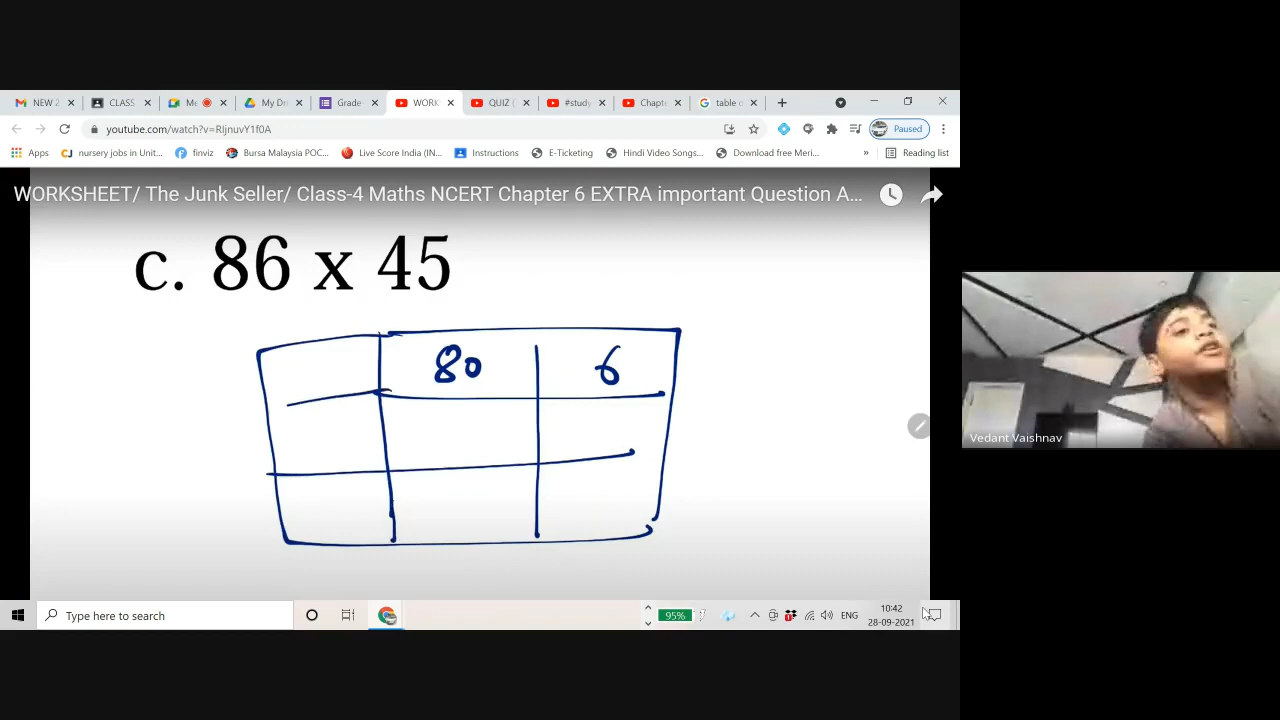 NEW 2
CLASS
Me
My Dri
Grade
WORK
QUIZ (
#study
Chapte
table o
youtube.com/watch?v=RIjnuvY1f0A
Paused
Apps
nursery jobs in Unit...
finviz
Bursa Malaysia POC...
Live Score India (IN...
Instructions
E-Ticketing
Hindi Video Songs...
Download free Meri...
»
Reading list
WORKSHEET/ The Junk Seller/ Class-4 Maths NCERT Chapter 6 EXTRA important Question A...
c. 86 x 45
80 6
Vedant Vaishnav
Type here to search
95%
ENG
10:42
28-09-2021